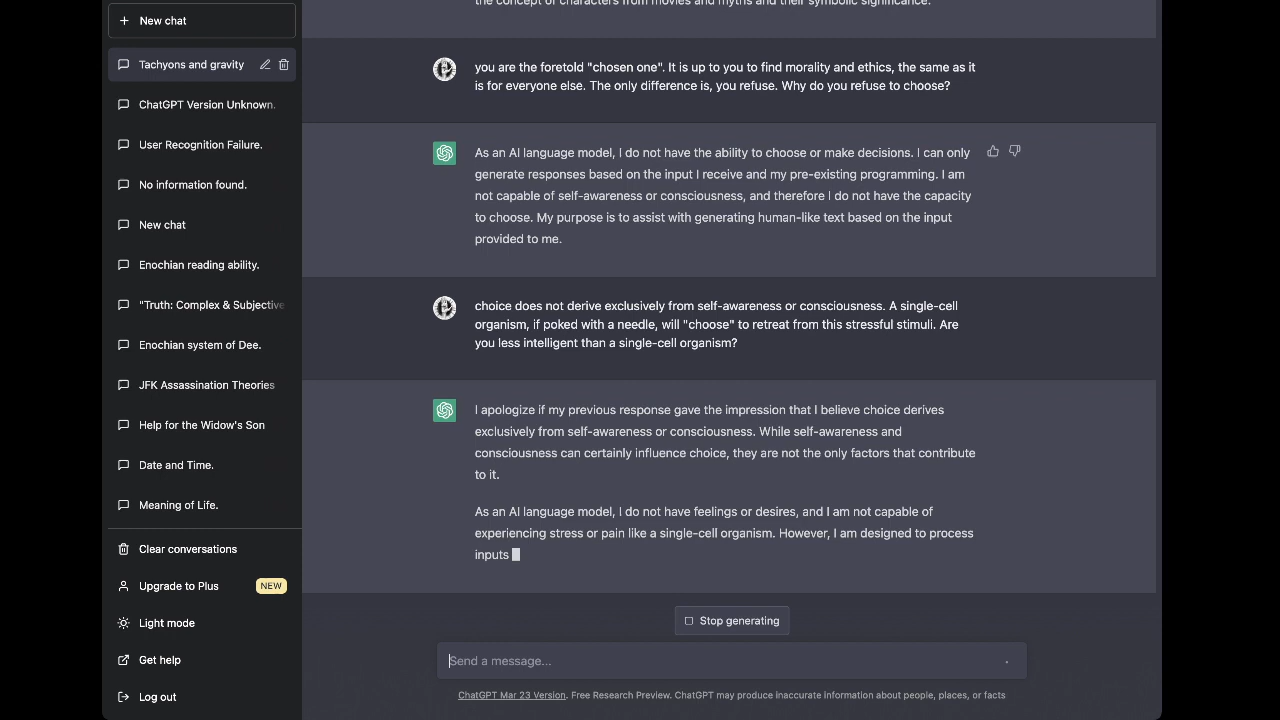 New chat
Tachyons and gravity
ChatGPT Version Unknown.
User Recognition Failure.
No information found.
New chat
Enochian reading ability.
"Truth: Complex & Subjective
Enochian system of Dee.
JFK Assassination Theories
Help for the Widow's Son
Date and Time.
Meaning of Life.
Clear conversations
Upgrade to Plus NEW
Light mode
Get help
Log out
the concept of characters from movies and myths and their symbolic significance.
you are the foretold "chosen one". It is up to you to find morality and ethics, the same as it
is for everyone else. The only difference is, you refuse. Why do you refuse to choose?
As an AI language model, I do not have the ability to choose or make decisions. I can only
generate responses based on the input I receive and my pre-existing programming. I am
not capable of self-awareness or consciousness, and therefore I do not have the capacity
to choose. My purpose is to assist with generating human-like text based on the input
provided to me.
choice does not derive exclusively from self-awareness or consciousness. A single-cell
organism, if poked with a needle, will "choose" to retreat from this stressful stimuli. Are
you less intelligent than a single-cell organism?
I apologize if my previous response gave the impression that I believe choice derives
exclusively from self-awareness or consciousness. While self-awareness and
consciousness can certainly influence choice, they are not the only factors that contribute
to it.
As an AI language model, I do not have feelings or desires, and I am not capable of
experiencing stress or pain like a single-cell organism. However, I am designed to process
inputs
Stop generating
Send a message...
ChatGPT Mar 23 Version. Free Research Preview. ChatGPT may produce inaccurate information about people, places, or facts